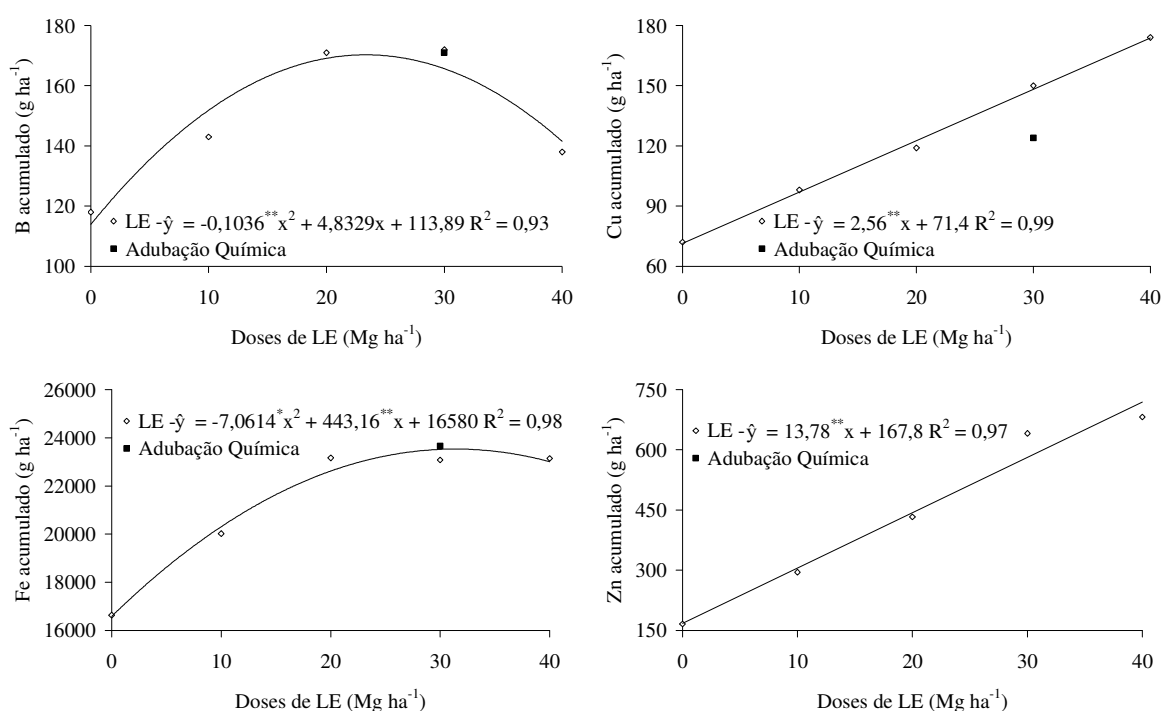 180
160
140
120
100
B acumulado (g ha⁻¹)
LE -ŷ = -0,1036**x² + 4,8329x + 113,89 R² = 0,93
Adubação Química
0 10 20 30 40
Doses de LE (Mg ha⁻¹)
180
150
120
90
60
Cu acumulado (g ha⁻¹)
LE -ŷ = 2,56**x + 71,4 R² = 0,99
Adubação Química
0 10 20 30 40
Doses de LE (Mg ha⁻¹)
26000
24000
22000
20000
18000
16000
Fe acumulado (g ha⁻¹)
LE -ŷ = -7,0614*x² + 443,16**x + 16580 R² = 0,98
Adubação Química
0 10 20 30 40
Doses de LE (Mg ha⁻¹)
750
600
450
300
150
Zn acumulado (g ha⁻¹)
LE -ŷ = 13,78**x + 167,8 R² = 0,97
Adubação Química
0 10 20 30 40
Doses de LE (Mg ha⁻¹)